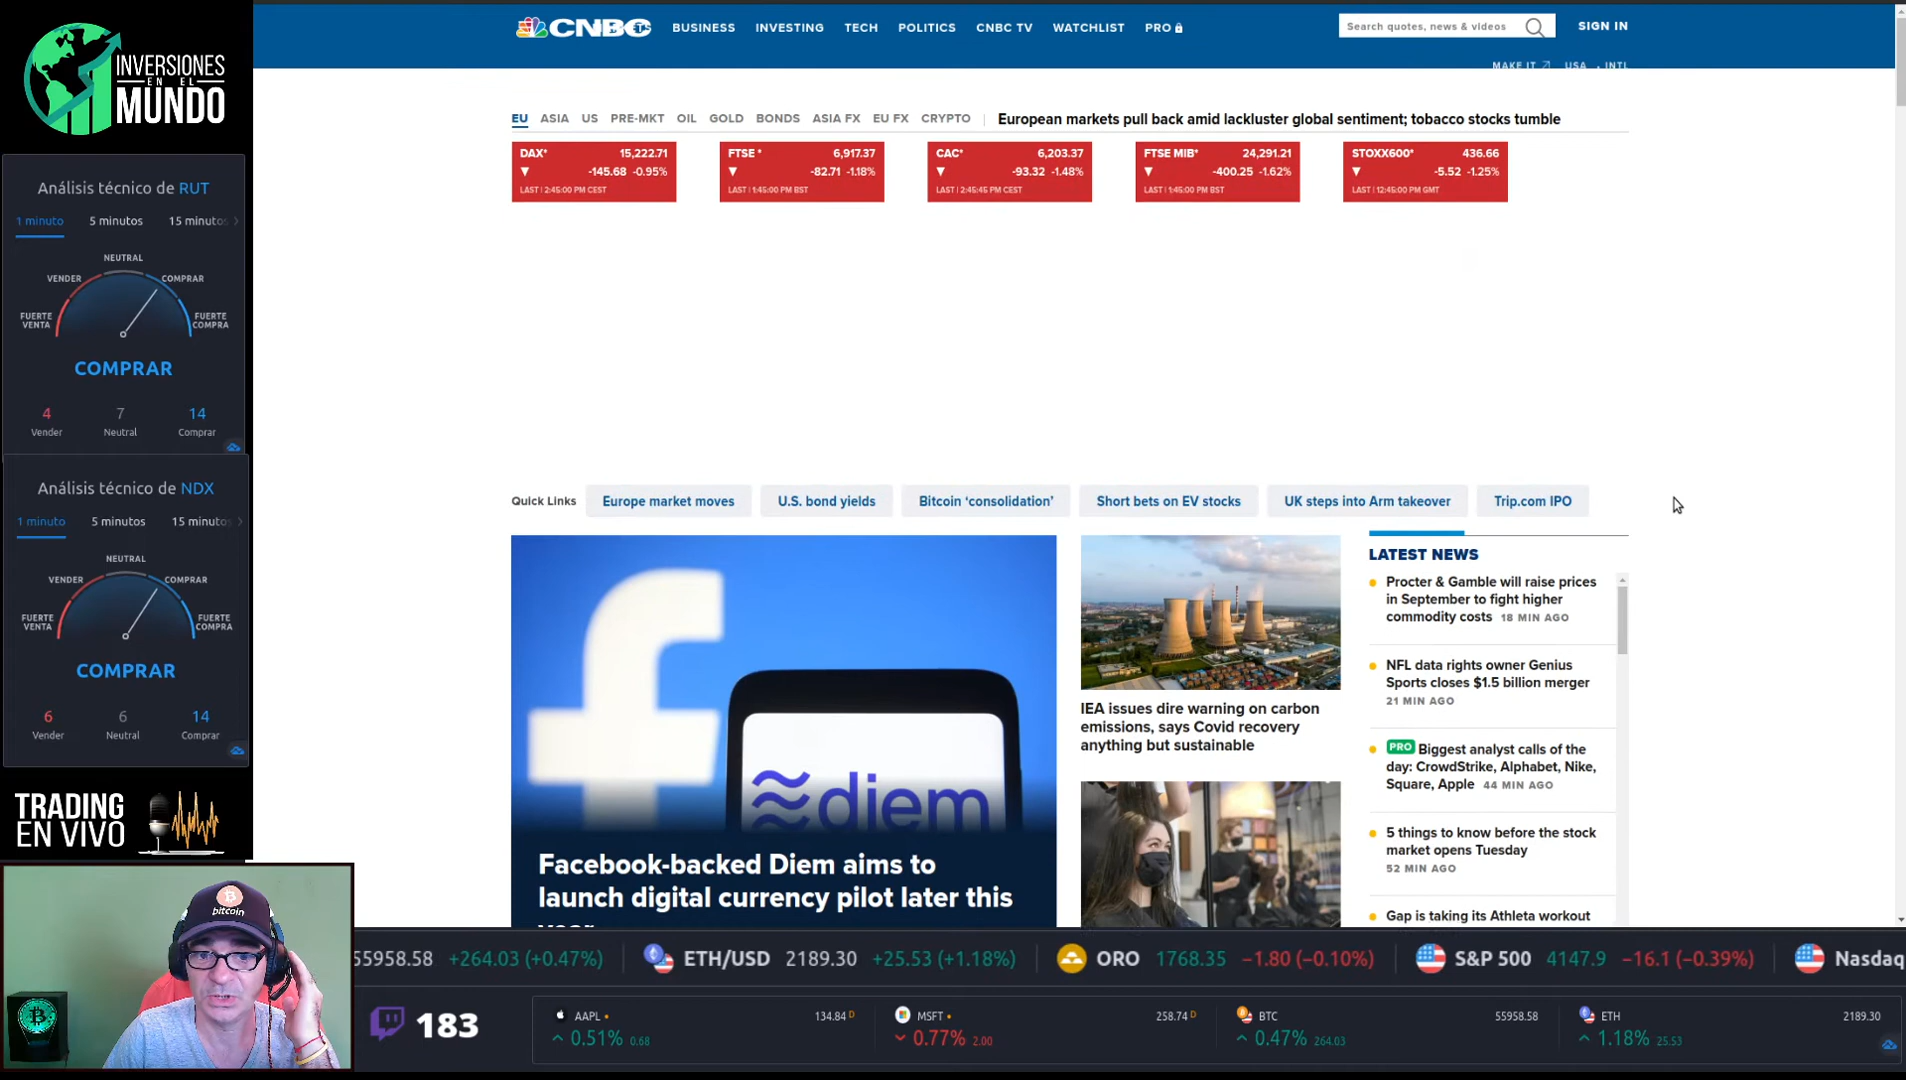 INVERSIONES
EN EL
MUNDO
Análisis técnico de RUT
1 minuto 5 minutos 15 minutos
NEUTRAL
VENDER COMPRAR
FUERTE VENTA FUERTE COMPRA
COMPRAR
4 7 14
Vender Neutral Comprar
Análisis técnico de NDX
1 minuto 5 minutos 15 minutos
NEUTRAL
VENDER COMPRAR
FUERTE VENTA FUERTE COMPRA
COMPRAR
6 6 14
Vender Neutral Comprar
TRADING
EN VIVO
bitcoin
CNBC BUSINESS INVESTING TECH POLITICS CNBC TV WATCHLIST PRO Search quotes, news & videos SIGN IN
MAKE IT USA INTL
EU ASIA US PRE-MKT OIL GOLD BONDS ASIA FX EU FX CRYPTO European markets pull back amid lackluster global sentiment; tobacco stocks tumble
DAX* 15,222.71 FTSE * 6,917.37 CAC* 6,203.37 FTSE MIB* 24,291.21 STOXX600* 436.66
-145.68 -0.95% -82.71 -1.18% -93.32 -1.48% -400.25 -1.62% -5.52 -1.25%
LAST | 2:45:00 PM CEST LAST | 1:45:00 PM BST LAST | 2:45:45 PM CEST LAST | 1:45:00 PM BST LAST | 12:45:00 PM GMT
Quick Links Europe market moves U.S. bond yields Bitcoin ‘consolidation’ Short bets on EV stocks UK steps into Arm takeover Trip.com IPO
f
diem
Facebook-backed Diem aims to
launch digital currency pilot later this
IEA issues dire warning on carbon
emissions, says Covid recovery
anything but sustainable
LATEST NEWS
Procter & Gamble will raise prices
in September to fight higher
commodity costs 18 MIN AGO
NFL data rights owner Genius
Sports closes $1.5 billion merger
21 MIN AGO
PRO Biggest analyst calls of the
day: CrowdStrike, Alphabet, Nike,
Square, Apple 44 MIN AGO
5 things to know before the stock
market opens Tuesday
52 MIN AGO
Gap is taking its Athleta workout
55958.58 +264.03 (+0.47%) ETH/USD 2189.30 +25.53 (+1.18%) ORO 1768.35 −1.80 (−0.10%) S&P 500 4147.9 −16.1 (−0.39%) Nasdaq
183
AAPL 134.84 D MSFT 258.74 D BTC 55958.58 ETH 2189.30
0.51% 0.68 0.77% 2.00 0.47% 264.03 1.18% 25.53